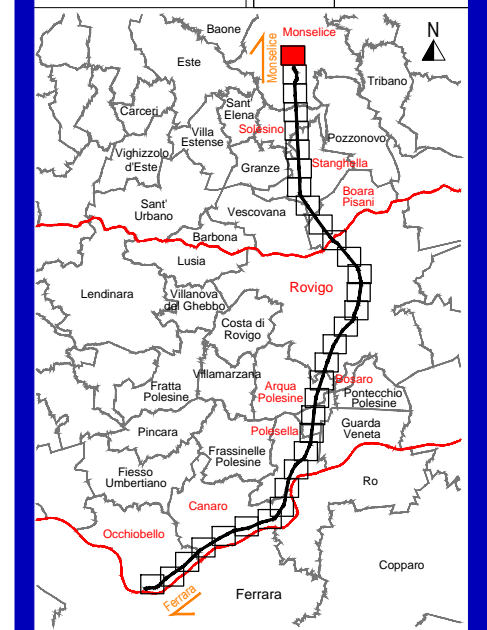 Baone
Monselice
N
Monselice
Este
Tribano
Carceri
Sant'
Elena
Solesino
Villa
Estense
Pozzonovo
Vighizzolo
d'Este
Granze
Stanghella
Boara
Pisani
Sant'
Urbano
Vescovana
Barbona
Lusia
Rovigo
Lendinara
Villanova
del Ghebbo
Costa di
Rovigo
Villamarzana
Fratta
Polesine
Arqua
Polesine
Bosaro
Pontecchio
Polesine
Pincara
Polesella
Guarda
Veneta
Frassinelle
Polesine
Fiesso
Umbertiano
Ro
Canaro
Occhiobello
Copparo
Ferrara
Ferrara